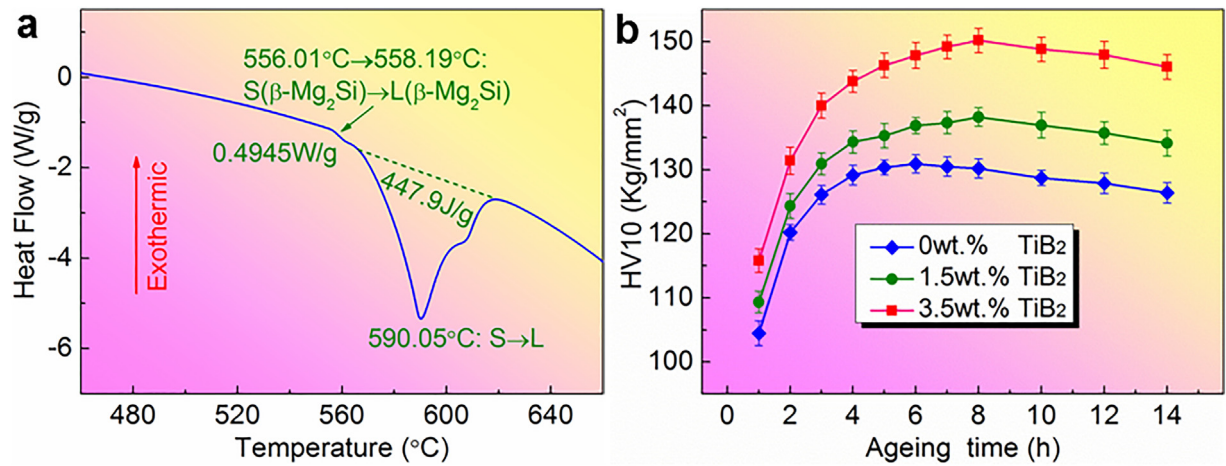 a
556.01°C→558.19°C:
S(β-Mg₂Si)→L(β-Mg₂Si)
0.4945W/g
447.9J/g
590.05°C: S→L
Exothermic
Heat Flow (W/g)
0
-2
-4
-6
480 520 560 600 640
Temperature (°C)
b
HV10 (Kg/mm²)
150
140
130
120
110
100
0wt.% TiB₂
1.5wt.% TiB₂
3.5wt.% TiB₂
0 2 4 6 8 10 12 14
Ageing time (h)